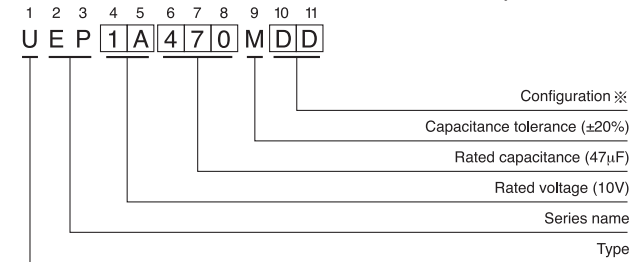 1 2 3 4 5 6 7 8 9 10 11
U E P 1 A 4 7 0 M D D
Configuration ※
Capacitance tolerance (±20%)
Rated capacitance (47μF)
Rated voltage (10V)
Series name
Type